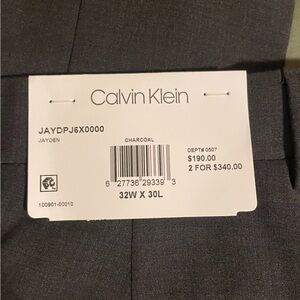 Calvin Klein
JAYDPJ6X0000
JAYDEN
CHARCOAL
DEPT# 0507
$190.00
2 FOR $340.00
6 27736 29339 3
32W X 30L
100901-00010